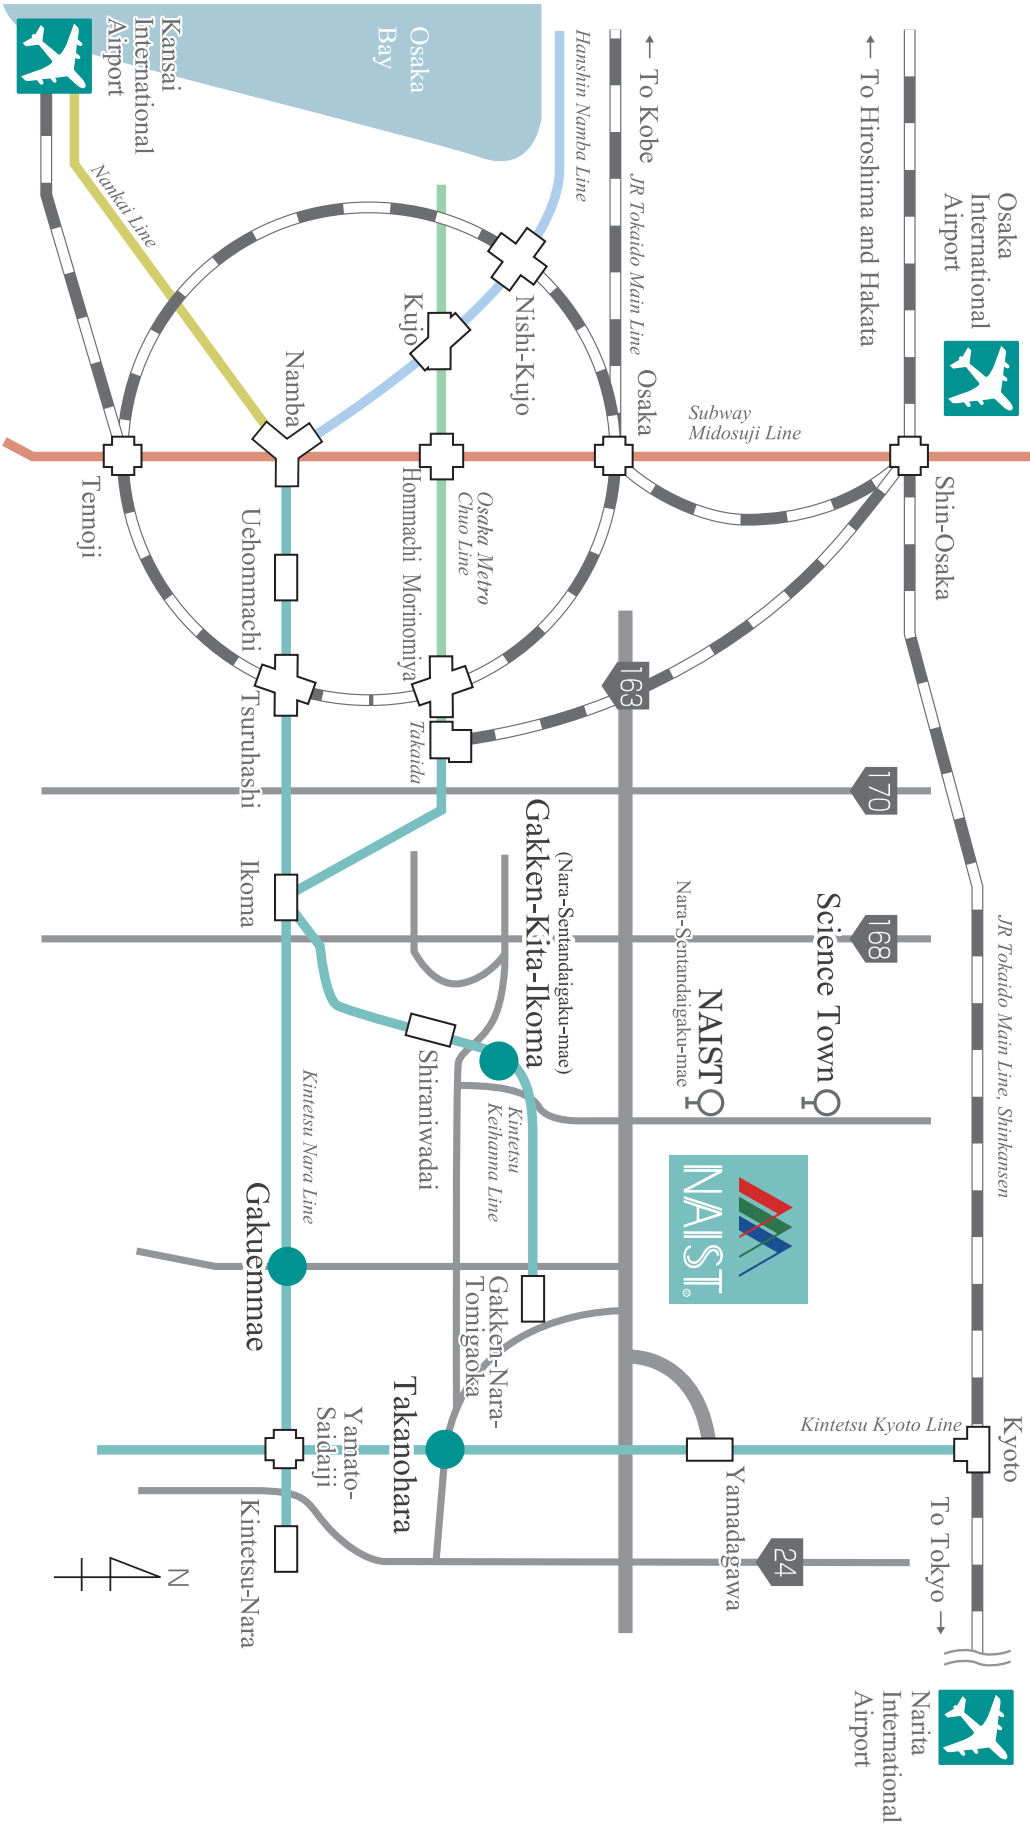 Osaka
International
Airport
Narita
International
Airport
Kyoto
To Tokyo →
JR Tokaido Main Line, Shinkansen
Shin-Osaka
← To Hiroshima and Hakata
Kintetsu Kyoto Line
170
168
24
Science Town
NAIST
Nara-Sentandaigaku-mae
NAIST®
Yamadagawa
Subway
Midosuji Line
← To Kobe
JR Tokaido Main Line
Osaka
163
Hanshin Namba Line
Nishi-Kujo
(Nara-Sentandaigaku-mae)
Gakken-Kita-Ikoma
Kintetsu
Keihanna Line
Gakken-Nara-
Tomigaoka
Osaka
Bay
Kujo
Osaka Metro
Chuo Line
Hommachi
Morinomiya
Takaida
Shiraniwadai
Takanohara
Namba
Kintetsu Nara Line
Yamato-
Saidaiji
Uehommachi
Tsuruhashi
Ikoma
Gakuemmae
Kintetsu-Nara
Kansai
International
Airport
Nankai Line
Tennoji
N